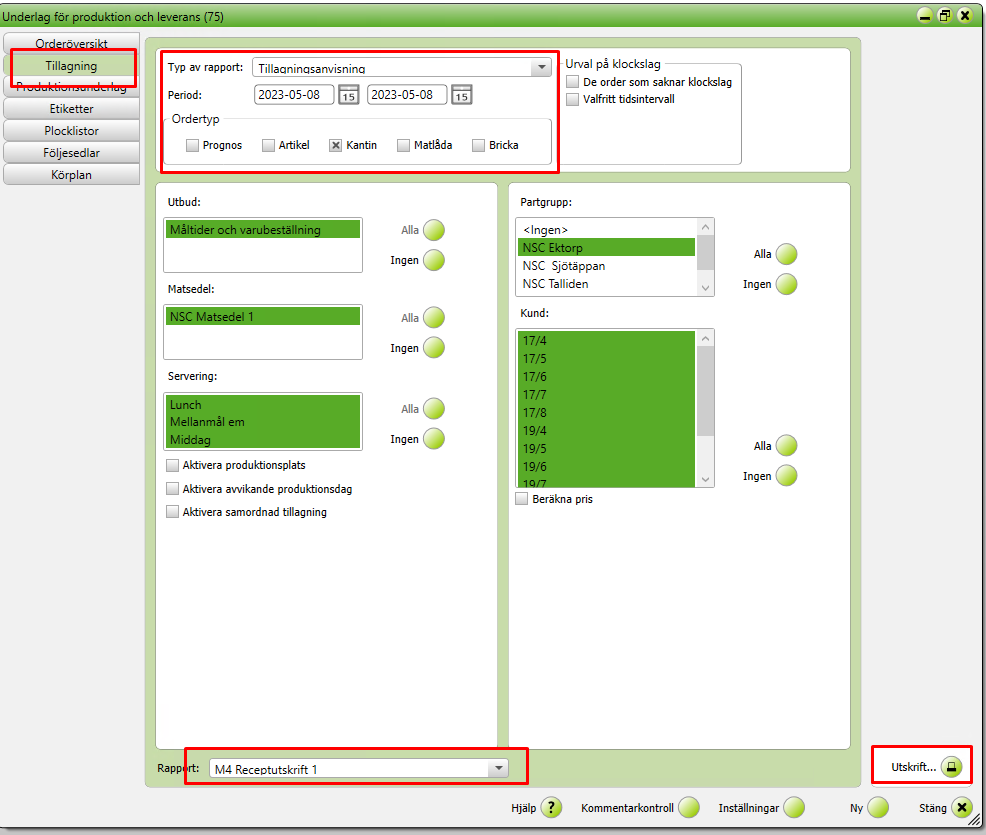 Underlag för produktion och leverans (75)
Orderöversikt
Tillagning
Produktionsunderlag
Etiketter
Plocklistor
Följesedlar
Körplan
Typ av rapport: Tillagningsanvisning
Period: 2023-05-08 15 2023-05-08 15
Ordertyp
Prognos Artikel Kantin Matlåda Bricka
Urval på klockslag
De order som saknar klockslag
Valfritt tidsintervall
Utbud:
Måltider och varubeställning
Alla
Ingen
Matsedel:
NSC Matsedel 1
Alla
Ingen
Servering:
Lunch
Mellanmål em
Middag
Alla
Ingen
Aktivera produktionsplats
Aktivera avvikande produktionsdag
Aktivera samordnad tillagning
Partgrupp:
<Ingen>
NSC Ektorp
NSC Sjötäppan
NSC Talliden
Alla
Ingen
Kund:
17/4
17/5
17/6
17/7
17/8
19/4
19/5
19/6
19/7
Alla
Ingen
Beräkna pris
Rapport: M4 Receptutskrift 1
Utskrift...
Hjälp ? Kommentarkontroll Inställningar Ny Stäng